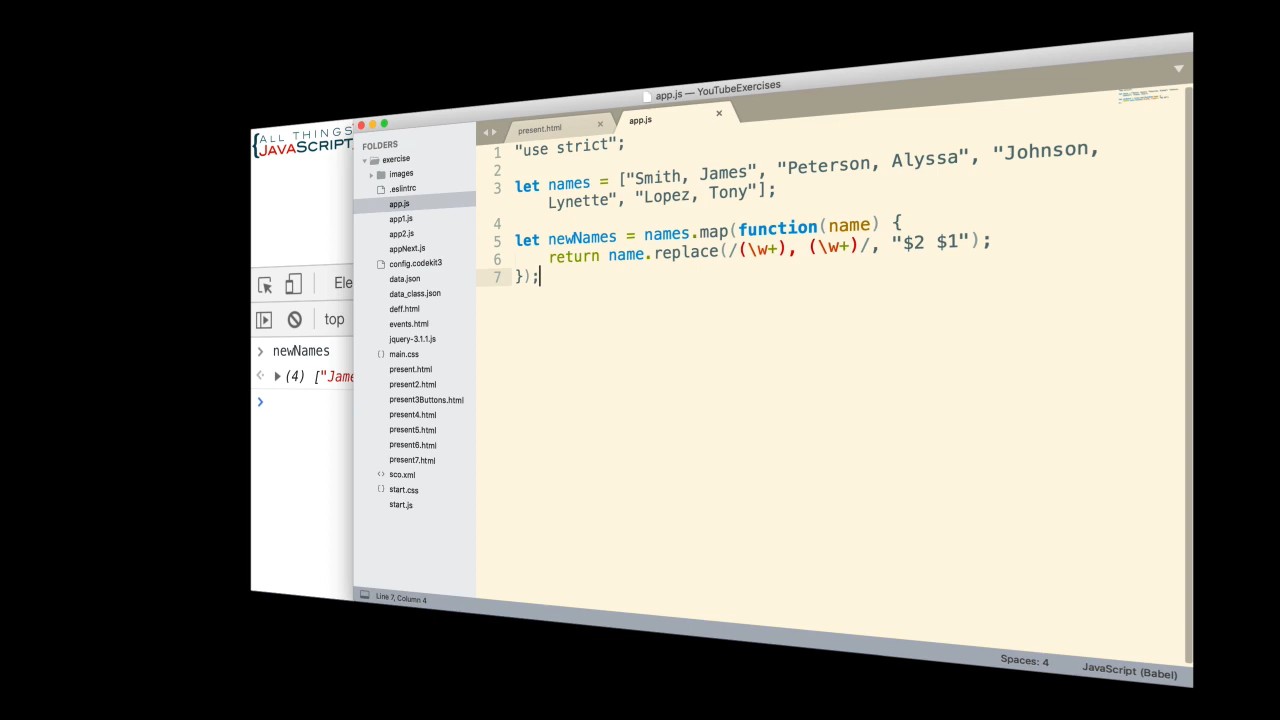 {ALL THINGS
JAVASCRIPT
Ele
top
newNames
(4) ["Jame
app.js — YouTubeExercises
FOLDERS
exercise
images
.eslintrc
app.js
app1.js
app2.js
appNext.js
config.codekit3
data.json
data_class.json
deff.html
events.html
jquery-3.1.1.js
main.css
present.html
present2.html
present3Buttons.html
present4.html
present5.html
present6.html
present7.html
sco.xml
start.css
start.js
present.html
app.js
1 "use strict";
2
3 let names = ["Smith, James", "Peterson, Alyssa", "Johnson,
Lynette", "Lopez, Tony"];
4
5 let newNames = names.map(function(name) {
6 return name.replace(/(\w+), (\w+)/, "$2 $1");
7 });
Line 7, Column 4
Spaces: 4
JavaScript (Babel)